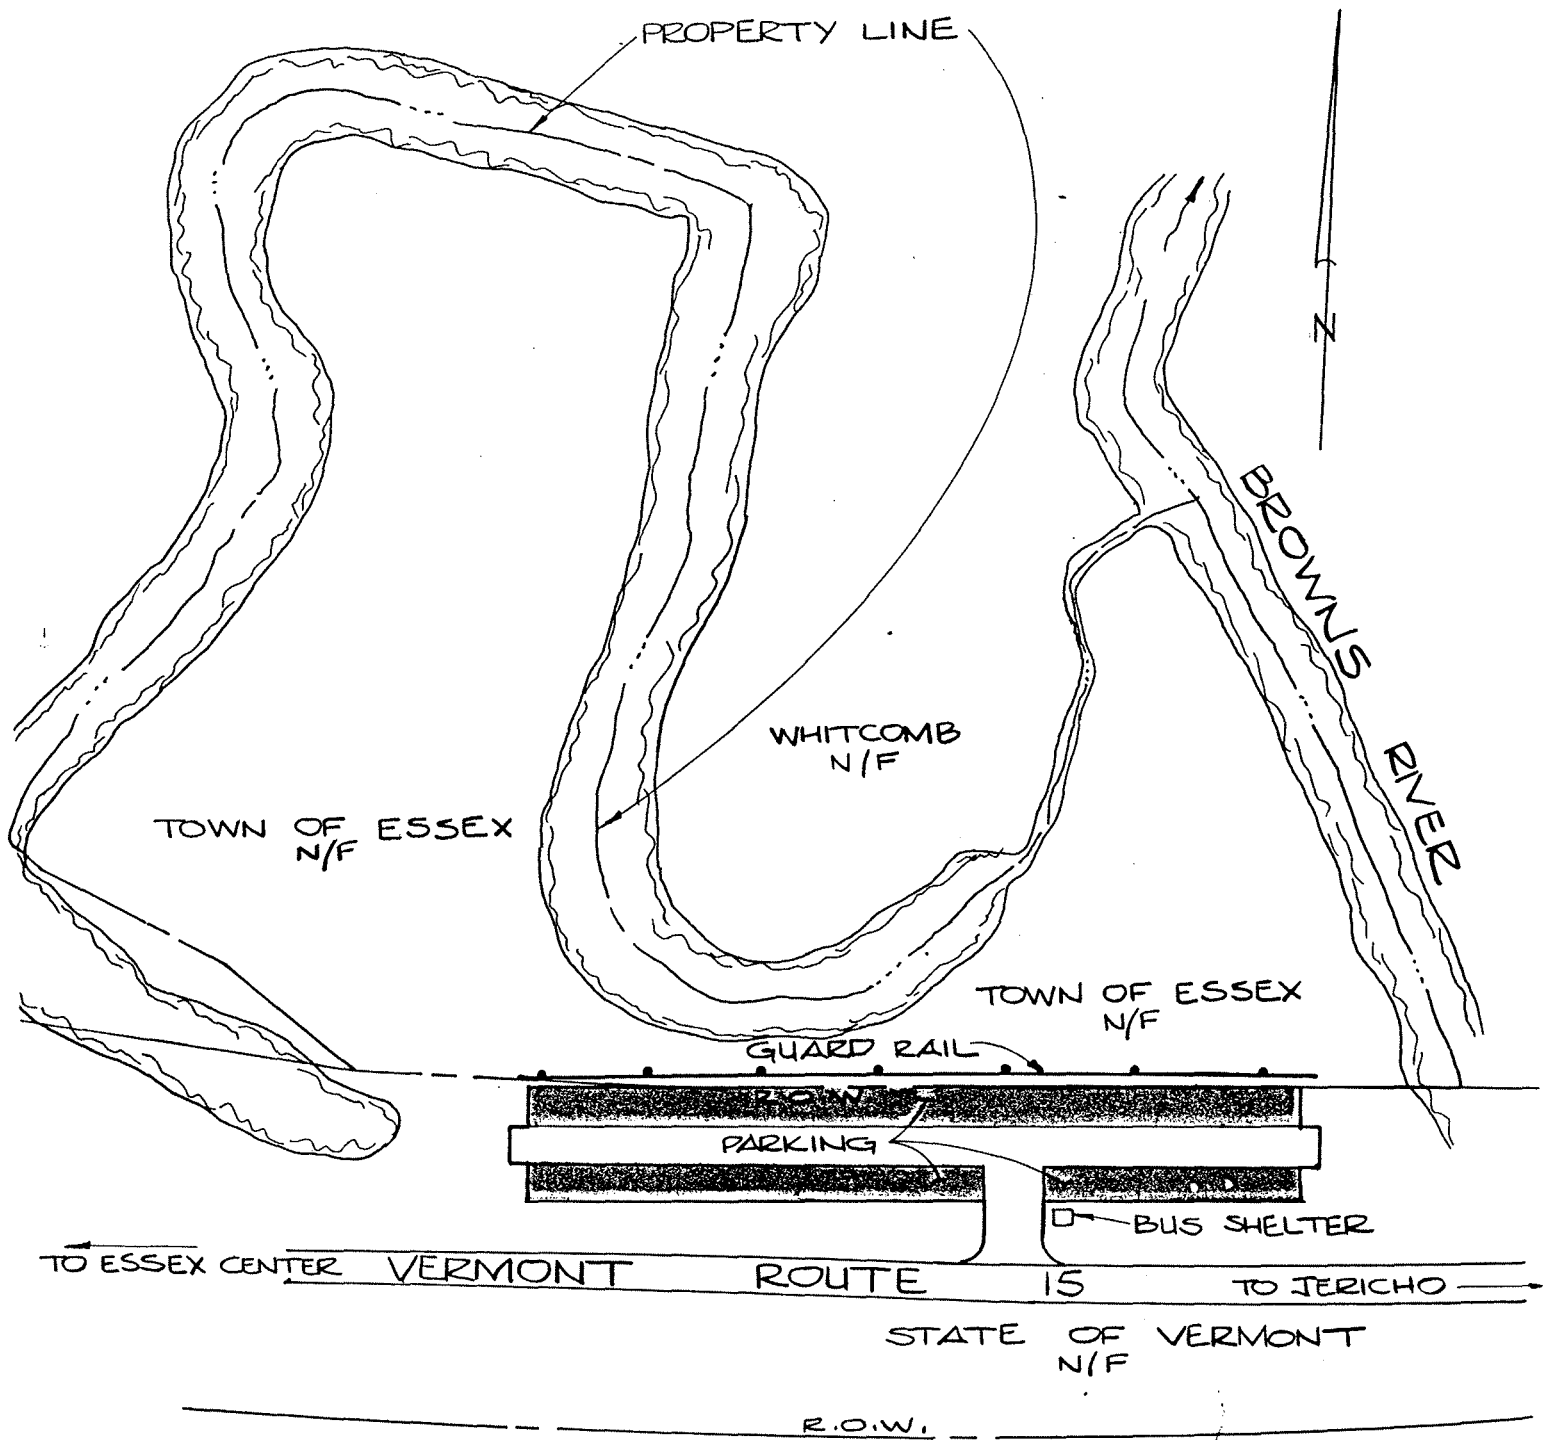 PROPERTY LINE
N
BROWNS RIVER
WHITCOMB
N/F
TOWN OF ESSEX
N/F
TOWN OF ESSEX
N/F
GUARD RAIL
R.O.W.
PARKING
BUS SHELTER
TO ESSEX CENTER
VERMONT ROUTE 15
TO JERICHO
STATE OF VERMONT
N/F
R.O.W.